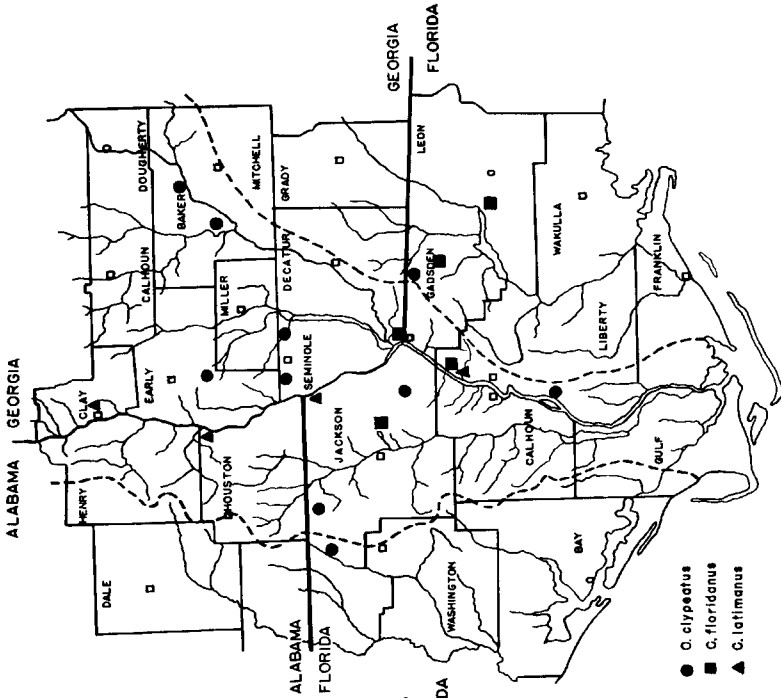 ALABAMA
GEORGIA
CLAY
HENRY
DALE
EARLY
CALHOUN
DOUGHERTY
BAKER
MILLER
MITCHELL
HOUSTON
SEMINOLE
DECATUR
GRADY
ALABAMA
FLORIDA
GEORGIA
FLORIDA
JACKSON
GADSDEN
LEON
WASHINGTON
CALHOUN
LIBERTY
WAKULLA
BAY
GULF
FRANKLIN
DA
O. clypeatus
C. floridanus
C. latimanus